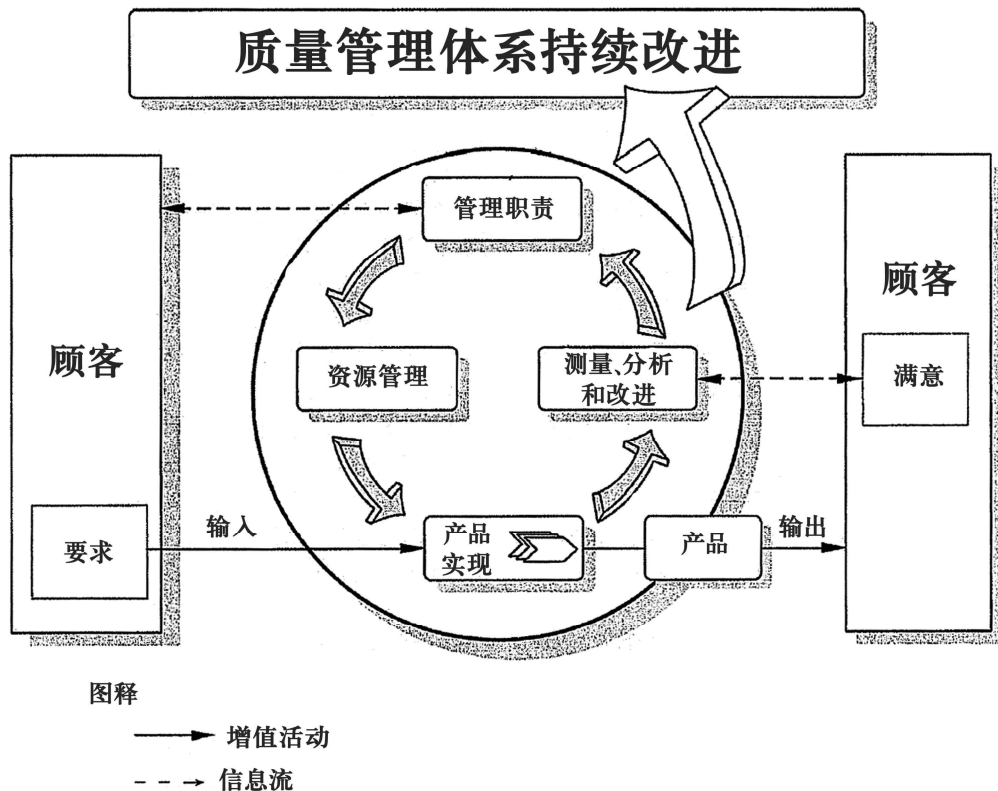 质量管理体系持续改进
管理职责
顾客
顾客
资源管理
测量、分析
和改进
满意
要求
输入
产品
实现
产品
输出
图释
增值活动
信息流